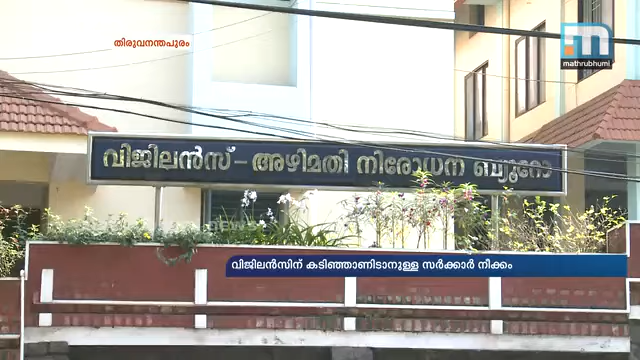 തിരുവനന്തപുരം
mathrubhumi
വിജിലൻസ് - അഴിമതി നിരോധന ബ്യൂറോ
വിജിലൻസിന് കടിഞ്ഞാണിടാനുള്ള സർക്കാർ നീക്കം